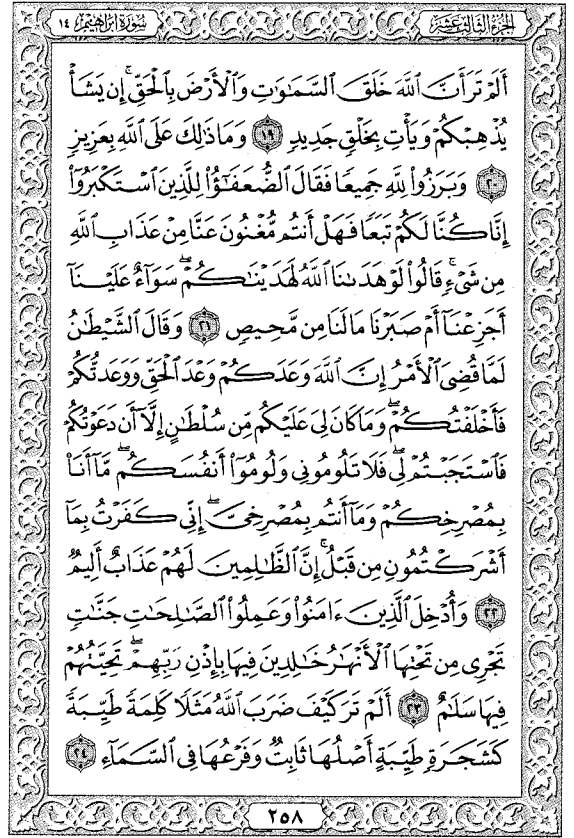 سورة إبراهيم ١٤
الجزء الثالث عشر
أَلَمْ تَرَ أَنَّ ٱللَّهَ خَلَقَ ٱلسَّمَٰوَٰتِ وَٱلْأَرْضَ بِٱلْحَقِّ ۚ إِن يَشَأْ
يُذْهِبْكُمْ وَيَأْتِ بِخَلْقٍ جَدِيدٍ ١٩ وَمَا ذَٰلِكَ عَلَى ٱللَّهِ بِعَزِيزٍ
٢٠ وَبَرَزُوا۟ لِلَّهِ جَمِيعًا فَقَالَ ٱلضُّعَفَٰٓؤُا۟ لِلَّذِينَ ٱسْتَكْبَرُوٓا۟
إِنَّا كُنَّا لَكُمْ تَبَعًا فَهَلْ أَنتُم مُّغْنُونَ عَنَّا مِنْ عَذَابِ ٱللَّهِ
مِن شَىْءٍ ۚ قَالُوا۟ لَوْ هَدَىٰنَا ٱللَّهُ لَهَدَيْنَٰكُمْ ۖ سَوَآءٌ عَلَيْنَآ
أَجَزِعْنَآ أَمْ صَبَرْنَا مَا لَنَا مِن مَّحِيصٍ ٢١ وَقَالَ ٱلشَّيْطَٰنُ
لَمَّا قُضِىَ ٱلْأَمْرُ إِنَّ ٱللَّهَ وَعَدَكُمْ وَعْدَ ٱلْحَقِّ وَوَعَدتُّكُمْ
فَأَخْلَفْتُكُمْ ۖ وَمَا كَانَ لِىَ عَلَيْكُم مِّن سُلْطَٰنٍ إِلَّآ أَن دَعَوْتُكُمْ
فَٱسْتَجَبْتُمْ لِى ۖ فَلَا تَلُومُونِى وَلُومُوٓا۟ أَنفُسَكُم ۖ مَّآ أَنَا۠
بِمُصْرِخِكُمْ وَمَآ أَنتُم بِمُصْرِخِىَّ ۖ إِنِّى كَفَرْتُ بِمَآ
أَشْرَكْتُمُونِ مِن قَبْلُ ۗ إِنَّ ٱلظَّٰلِمِينَ لَهُمْ عَذَابٌ أَلِيمٌ
٢٢ وَأُدْخِلَ ٱلَّذِينَ ءَامَنُوا۟ وَعَمِلُوا۟ ٱلصَّٰلِحَٰتِ جَنَّٰتٍ
تَجْرِى مِن تَحْتِهَا ٱلْأَنْهَٰرُ خَٰلِدِينَ فِيهَا بِإِذْنِ رَبِّهِمْ ۖ تَحِيَّتُهُمْ
فِيهَا سَلَٰمٌ ٢٣ أَلَمْ تَرَ كَيْفَ ضَرَبَ ٱللَّهُ مَثَلًا كَلِمَةً طَيِّبَةً
كَشَجَرَةٍ طَيِّبَةٍ أَصْلُهَا ثَابِتٌ وَفَرْعُهَا فِى ٱلسَّمَآءِ ٢٤
٢٥٨